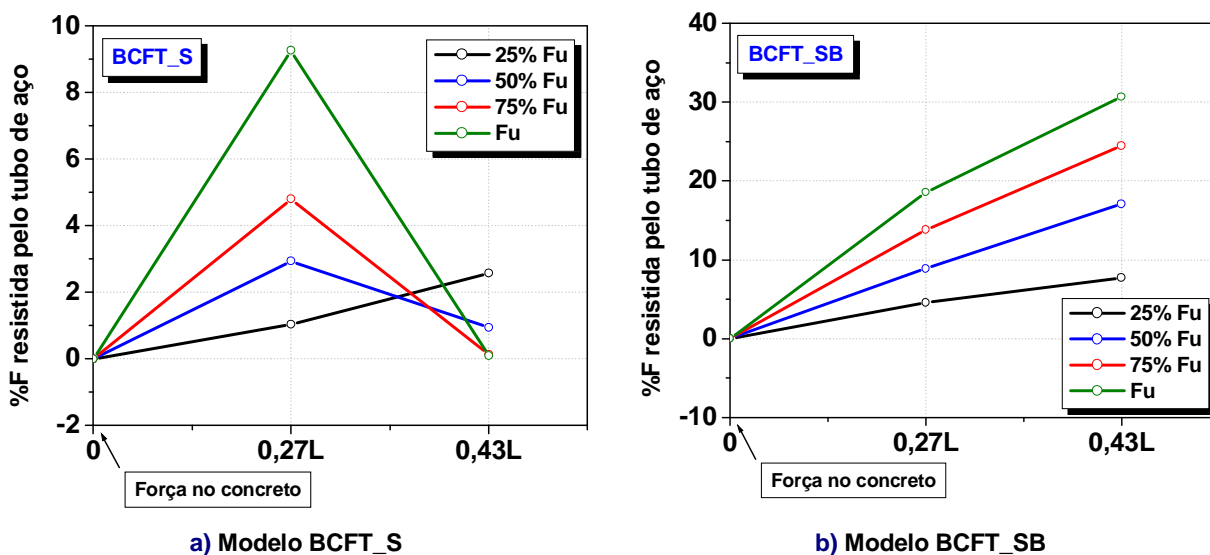 %F resistida pelo tubo de aço
10
8
6
4
2
0
-2
BCFT_S
25% Fu
50% Fu
75% Fu
Fu
0
0,27L
0,43L
Força no concreto
a) Modelo BCFT_S
%F resistida pelo tubo de aço
40
30
20
10
0
-10
BCFT_SB
25% Fu
50% Fu
75% Fu
Fu
0
0,27L
0,43L
Força no concreto
b) Modelo BCFT_SB